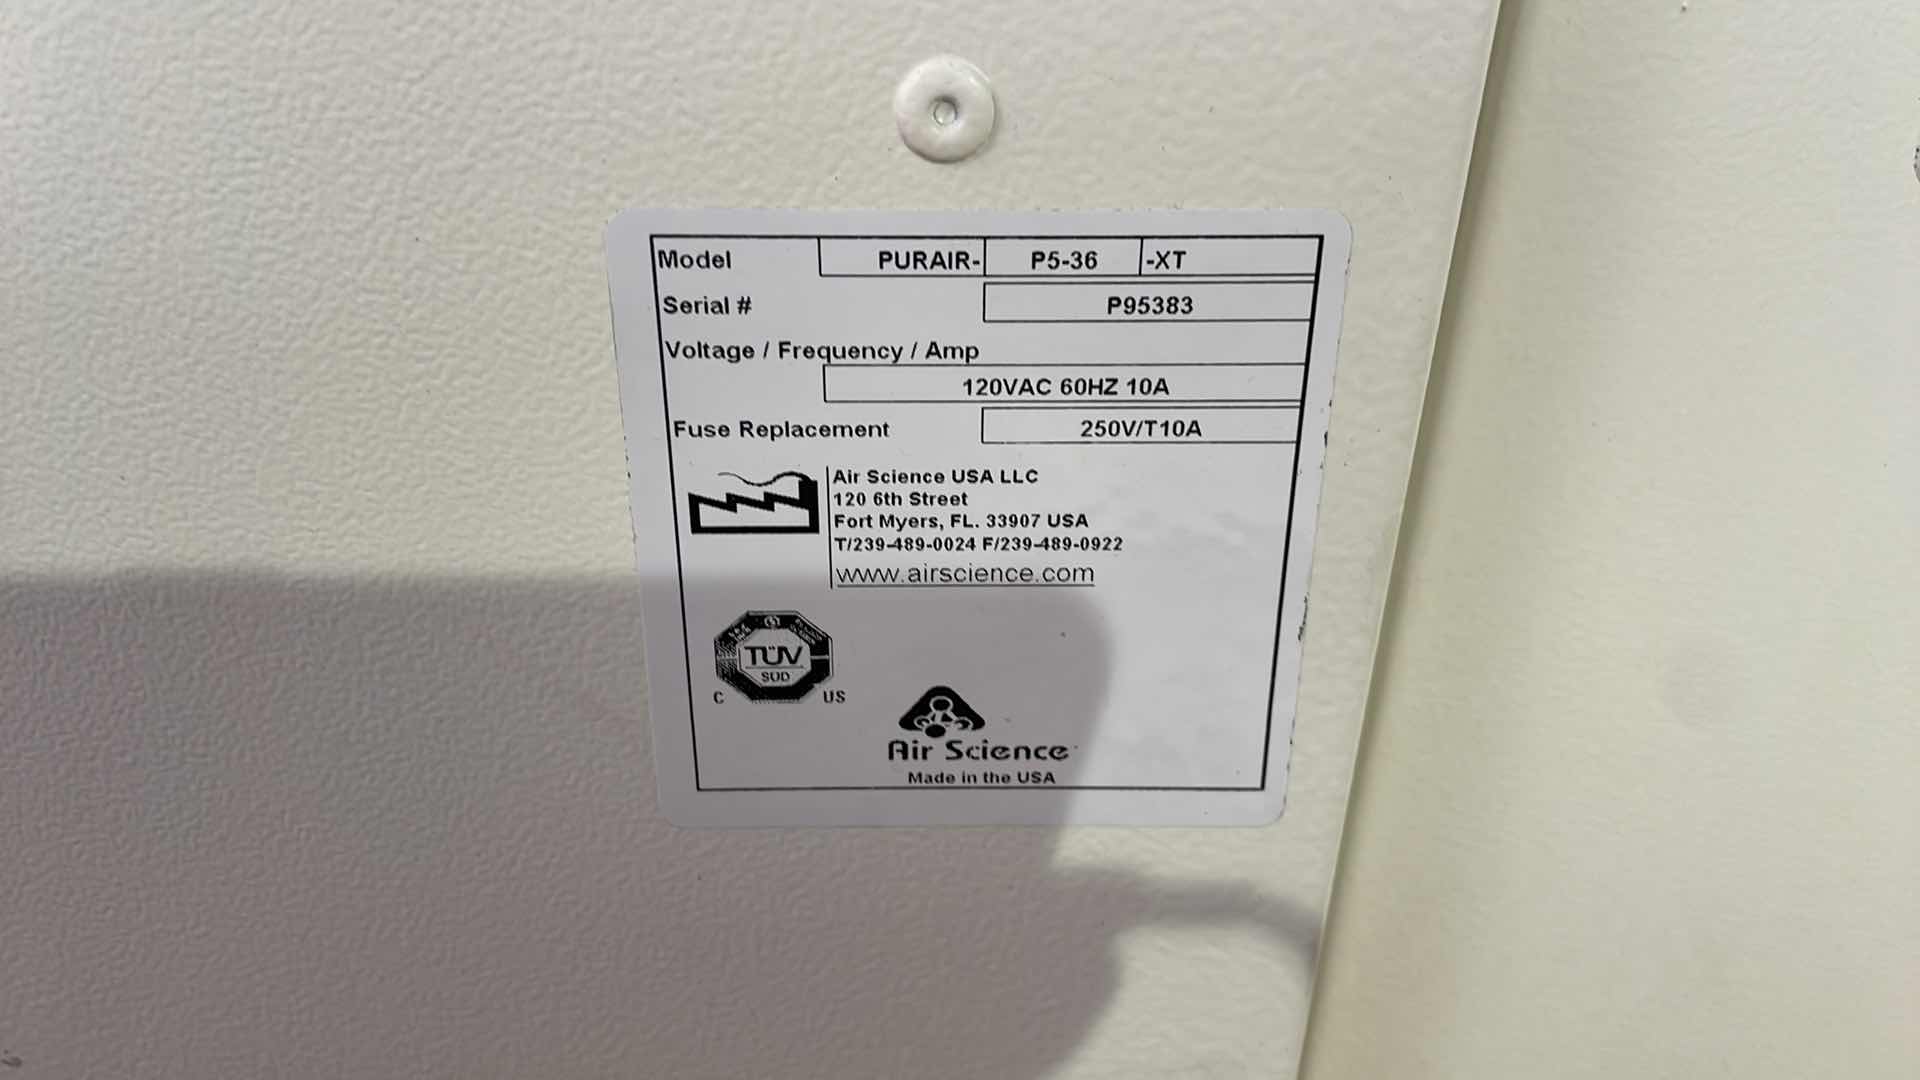 Model PURAIR- P5-36 -XT
Serial # P95383
Voltage / Frequency / Amp
120VAC 60HZ 10A
Fuse Replacement 250V/T10A
Air Science USA LLC
120 6th Street
Fort Myers, FL. 33907 USA
T/239-489-0024 F/239-489-0922
www.airscience.com
TÜV
SÜD
C US
Air Science
Made in the USA